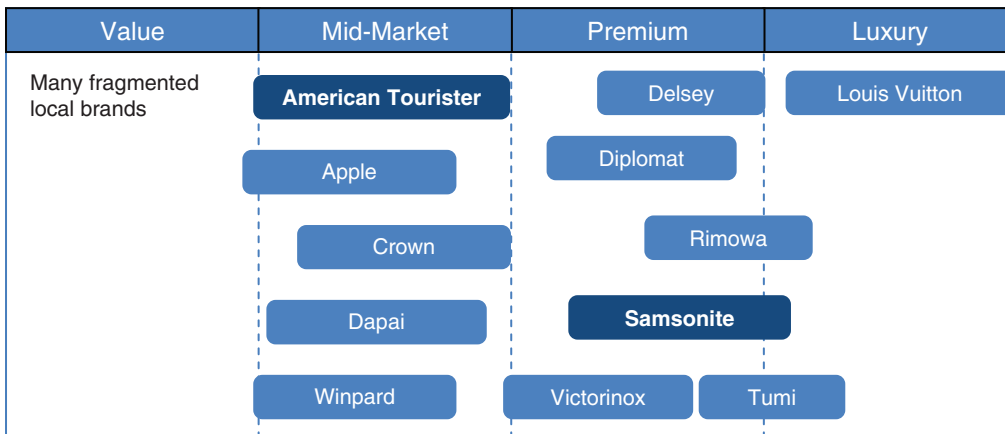 Value
Mid-Market
Premium
Luxury
Many fragmented
local brands
American Tourister
Delsey
Louis Vuitton
Apple
Diplomat
Crown
Rimowa
Dapai
Samsonite
Winpard
Victorinox
Tumi